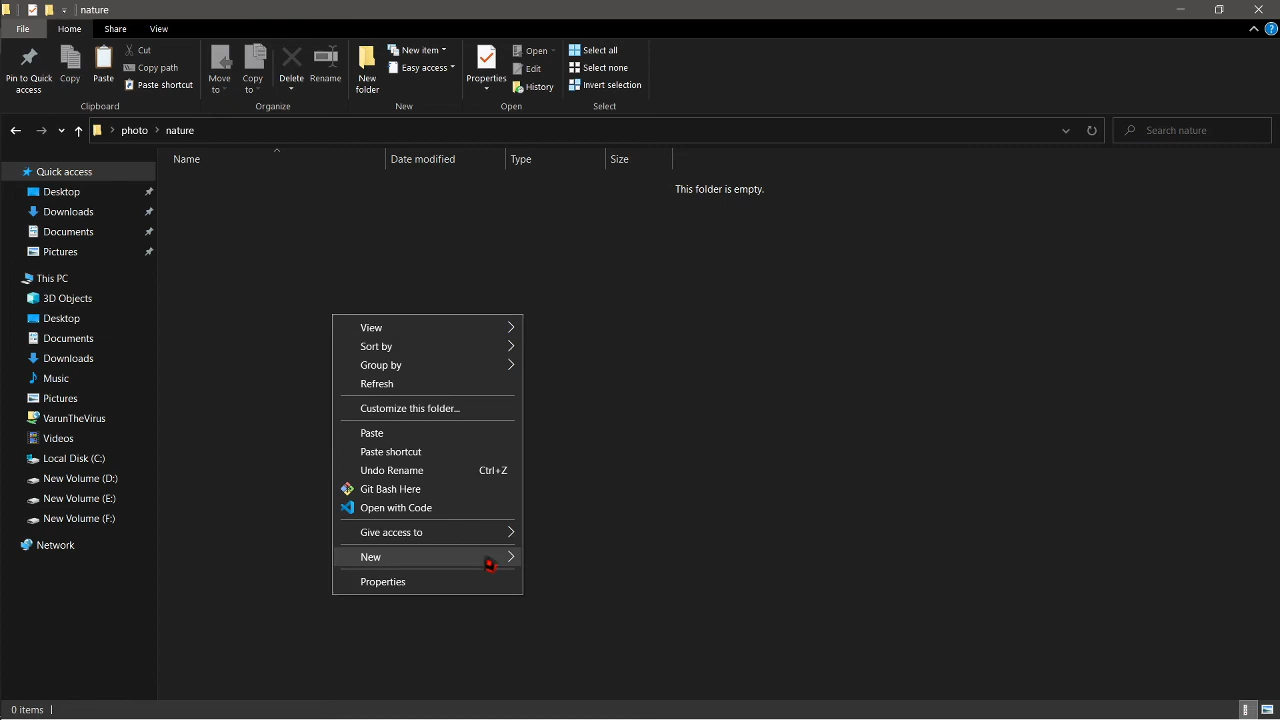 nature
File Home Share View
Pin to Quick access
Copy
Paste
Cut
Copy path
Paste shortcut
Clipboard
Move to
Copy to
Delete
Rename
Organize
New folder
New item
Easy access
New
Properties
Open
Edit
History
Open
Select all
Select none
Invert selection
Select
photo nature
Search nature
Name Date modified Type Size
This folder is empty.
Quick access
Desktop
Downloads
Documents
Pictures
This PC
3D Objects
Desktop
Documents
Downloads
Music
Pictures
VarunTheVirus
Videos
Local Disk (C:)
New Volume (D:)
New Volume (E:)
New Volume (F:)
Network
View
Sort by
Group by
Refresh
Customize this folder...
Paste
Paste shortcut
Undo Rename Ctrl+Z
Git Bash Here
Open with Code
Give access to
New
Properties
0 items